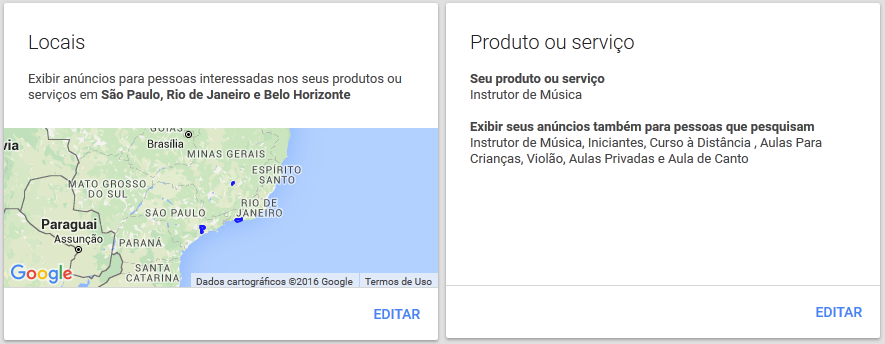 Locais
Exibir anúncios para pessoas interessadas nos seus produtos ou
serviços em São Paulo, Rio de Janeiro e Belo Horizonte
GOIÁS
Brasília
via
MINAS GERAIS
ESPÍRITO
SANTO
MATO GROSSO
DO SUL
SÃO PAULO
RIO DE
JANEIRO
Paraguai
Assunção
PARANÁ
SANTA
CATARINA
Google
Dados cartográficos ©2016 Google
Termos de Uso
EDITAR
Produto ou serviço
Seu produto ou serviço
Instrutor de Música
Exibir seus anúncios também para pessoas que pesquisam
Instrutor de Música, Iniciantes, Curso à Distância , Aulas Para
Crianças, Violão, Aulas Privadas e Aula de Canto
EDITAR